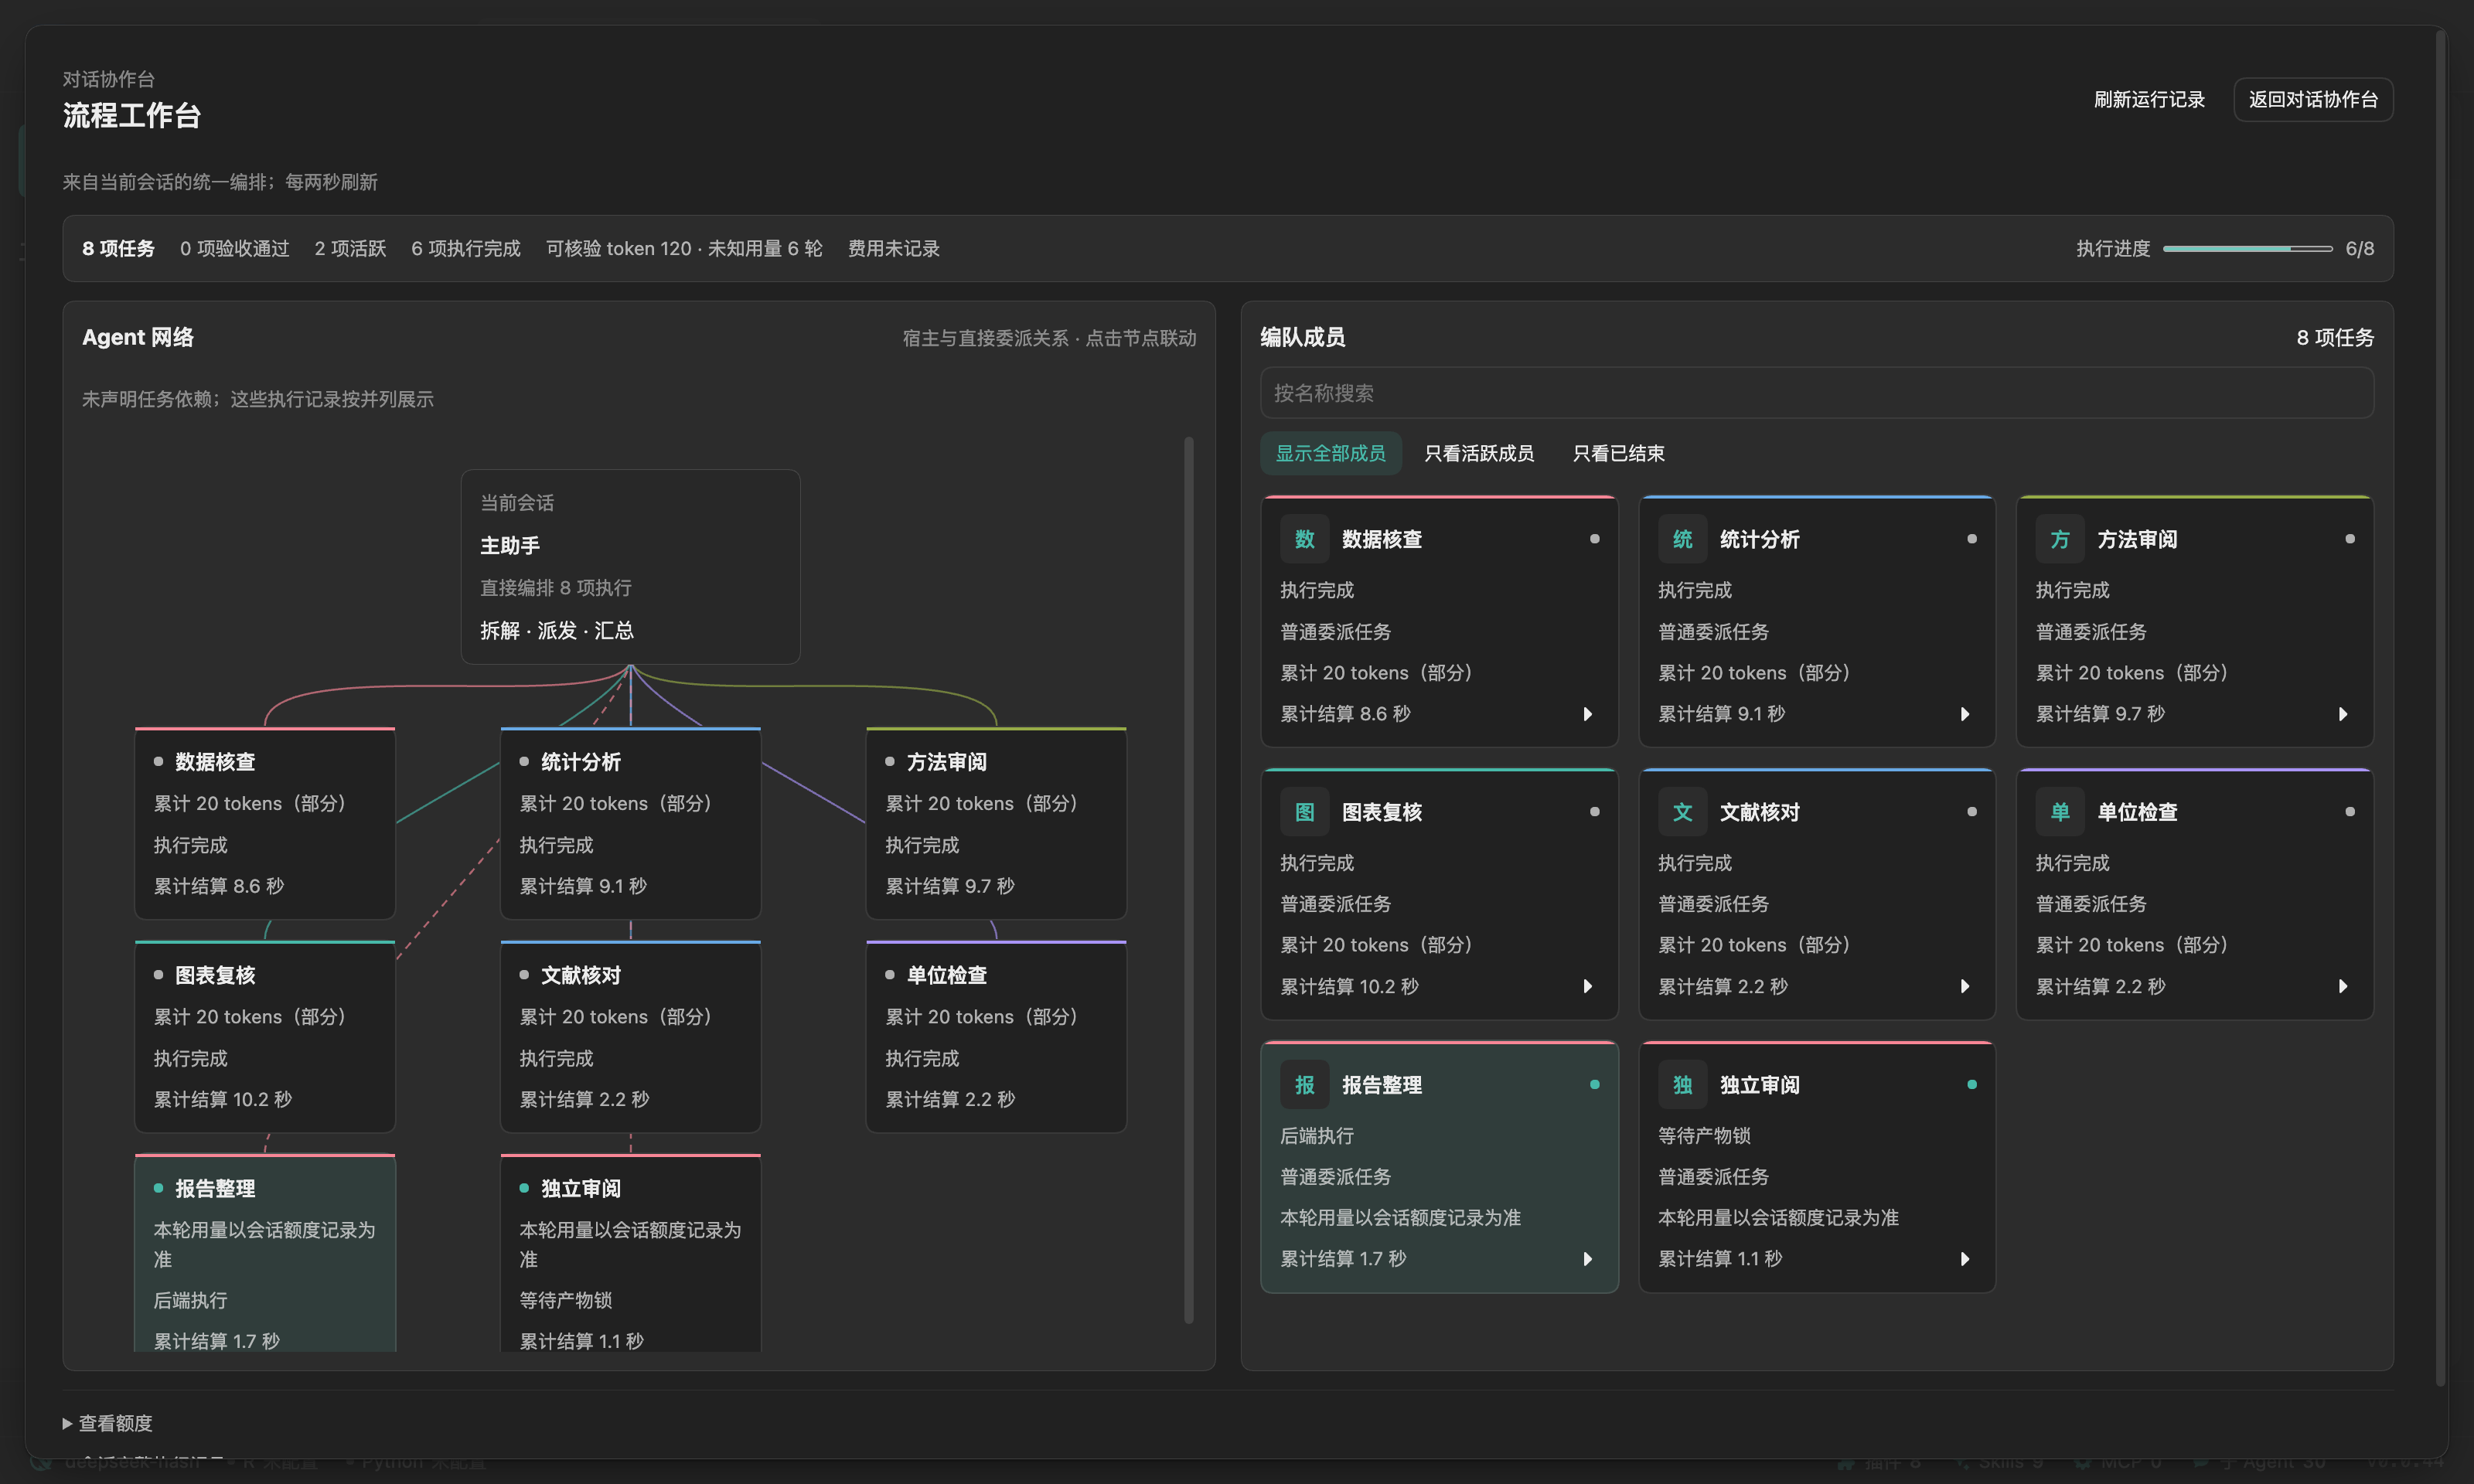 对话协作台
流程工作台
刷新运行记录
返回对话协作台
来自当前会话的统一编排；每两秒刷新
8 项任务 0 项验收通过 2 项活跃 6 项执行完成 可核验 token 120 · 未知用量 6 轮 费用未记录
执行进度 6/8
Agent 网络
宿主与直接委派关系 · 点击节点联动
未声明任务依赖；这些执行记录按并列展示
当前会话
主助手
直接编排 8 项执行
拆解 · 派发 · 汇总
数据核查
累计 20 tokens（部分）
执行完成
累计结算 8.6 秒
统计分析
累计 20 tokens（部分）
执行完成
累计结算 9.1 秒
方法审阅
累计 20 tokens（部分）
执行完成
累计结算 9.7 秒
图表复核
累计 20 tokens（部分）
执行完成
累计结算 10.2 秒
文献核对
累计 20 tokens（部分）
执行完成
累计结算 2.2 秒
单位检查
累计 20 tokens（部分）
执行完成
累计结算 2.2 秒
报告整理
本轮用量以会话额度记录为
准
后端执行
累计结算 1.7 秒
独立审阅
本轮用量以会话额度记录为
准
等待产物锁
累计结算 1.1 秒
编队成员
8 项任务
按名称搜索
显示全部成员 只看活跃成员 只看已结束
数 数据核查
执行完成
普通委派任务
累计 20 tokens（部分）
累计结算 8.6 秒
统 统计分析
执行完成
普通委派任务
累计 20 tokens（部分）
累计结算 9.1 秒
方 方法审阅
执行完成
普通委派任务
累计 20 tokens（部分）
累计结算 9.7 秒
图 图表复核
执行完成
普通委派任务
累计 20 tokens（部分）
累计结算 10.2 秒
文 文献核对
执行完成
普通委派任务
累计 20 tokens（部分）
累计结算 2.2 秒
单 单位检查
执行完成
普通委派任务
累计 20 tokens（部分）
累计结算 2.2 秒
报 报告整理
后端执行
普通委派任务
本轮用量以会话额度记录为准
累计结算 1.7 秒
独 独立审阅
等待产物锁
普通委派任务
本轮用量以会话额度记录为准
累计结算 1.1 秒
查看额度